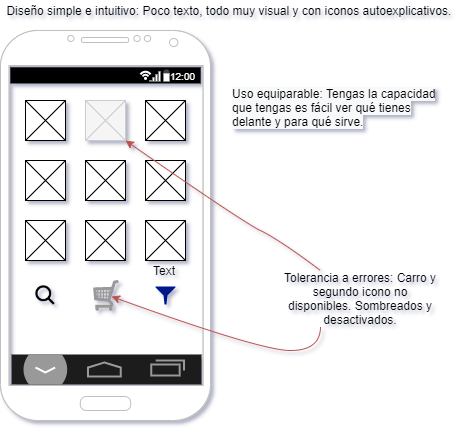 Diseño simple e intuitivo: Poco texto, todo muy visual y con iconos autoexplicativos.
12:00
Uso equiparable: Tengas la capacidad
que tengas es fácil ver qué tienes
delante y para qué sirve.
Text
Tolerancia a errores: Carro y
segundo icono no
disponibles. Sombreados y
desactivados.